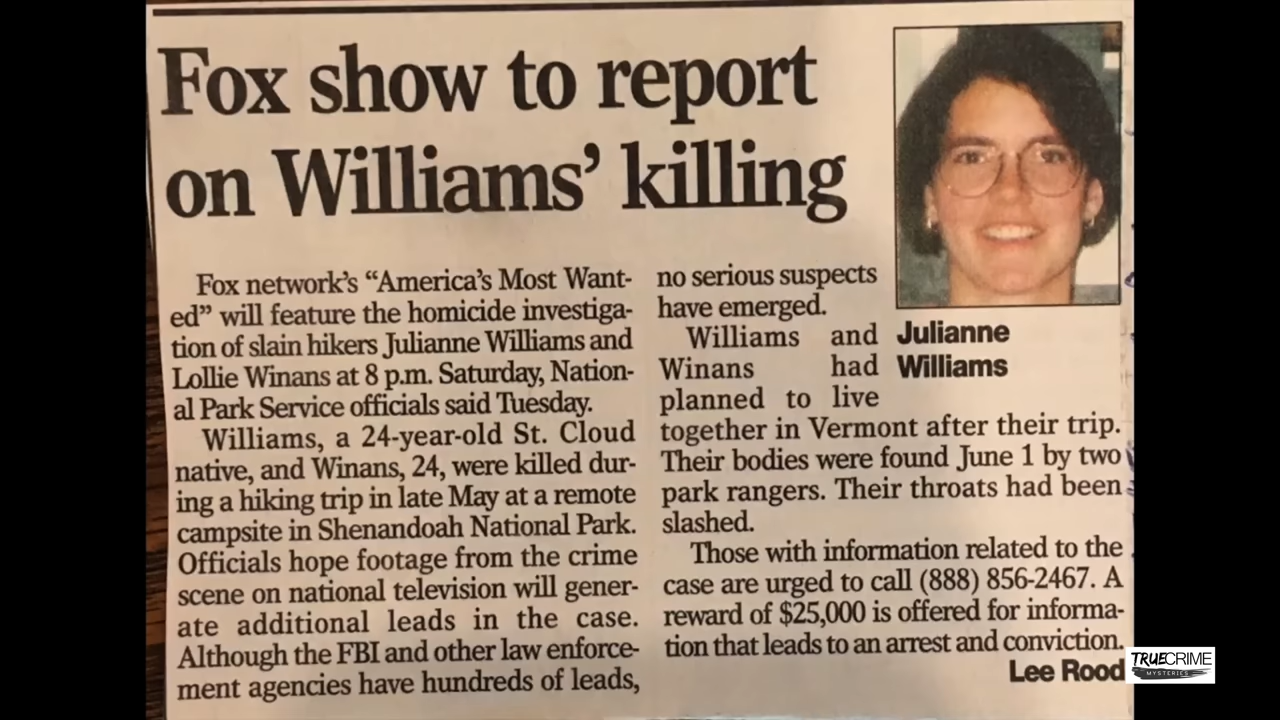 Fox show to report
on Williams' killing
Fox network's “America's Most Want-
ed” will feature the homicide investiga-
tion of slain hikers Julianne Williams and
Lollie Winans at 8 p.m. Saturday, Nation-
al Park Service officials said Tuesday.
Williams, a 24-year-old St. Cloud
native, and Winans, 24, were killed dur-
ing a hiking trip in late May at a remote
campsite in Shenandoah National Park.
Officials hope footage from the crime
scene on national television will gener-
ate additional leads in the case.
Although the FBI and other law enforce-
ment agencies have hundreds of leads,
no serious suspects
have emerged.
Williams and
Winans had
planned to live
together in Vermont after their trip.
Their bodies were found June 1 by two
park rangers. Their throats had been
slashed.
Those with information related to the
case are urged to call (888) 856-2467. A
reward of $25,000 is offered for informa-
tion that leads to an arrest and conviction.
Lee Rood
Julianne
Williams
TRUECRIME
MYSTERIES